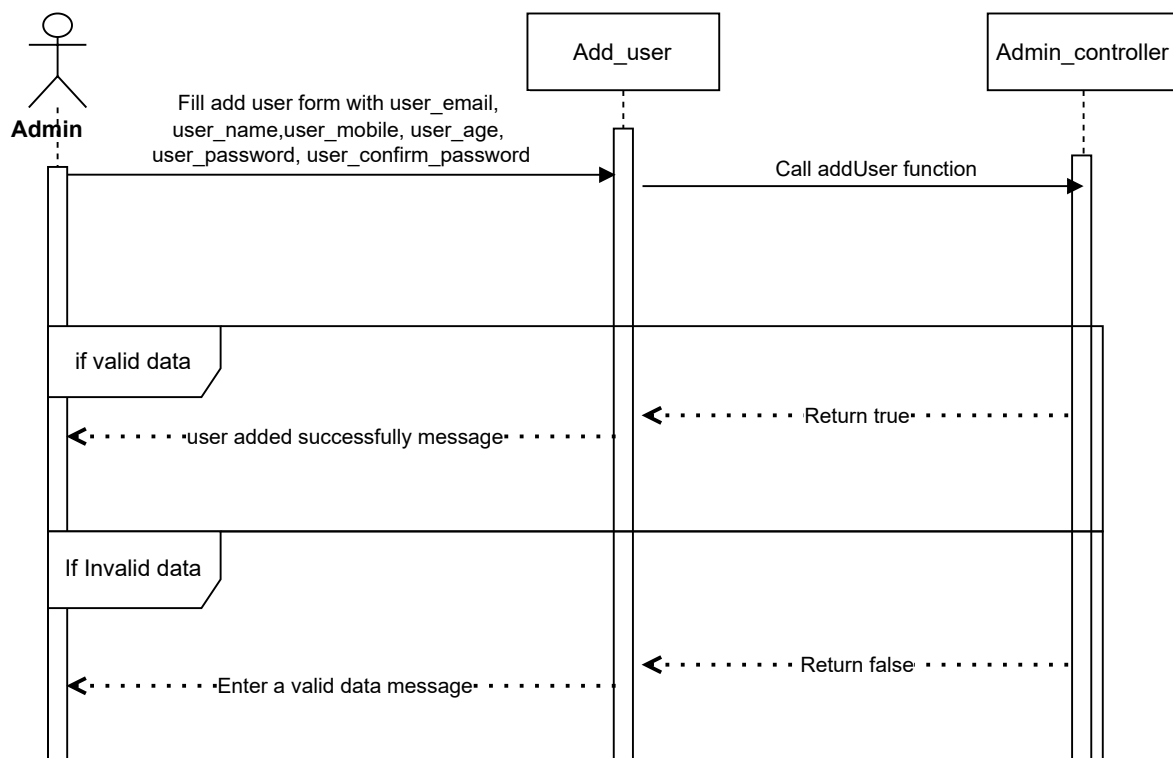 Add_user
Admin_controller
Admin
Fill add user form with user_email,
user_name,user_mobile, user_age,
user_password, user_confirm_password
Call addUser function
if valid data
Return true
user added successfully message
If Invalid data
Return false
Enter a valid data message